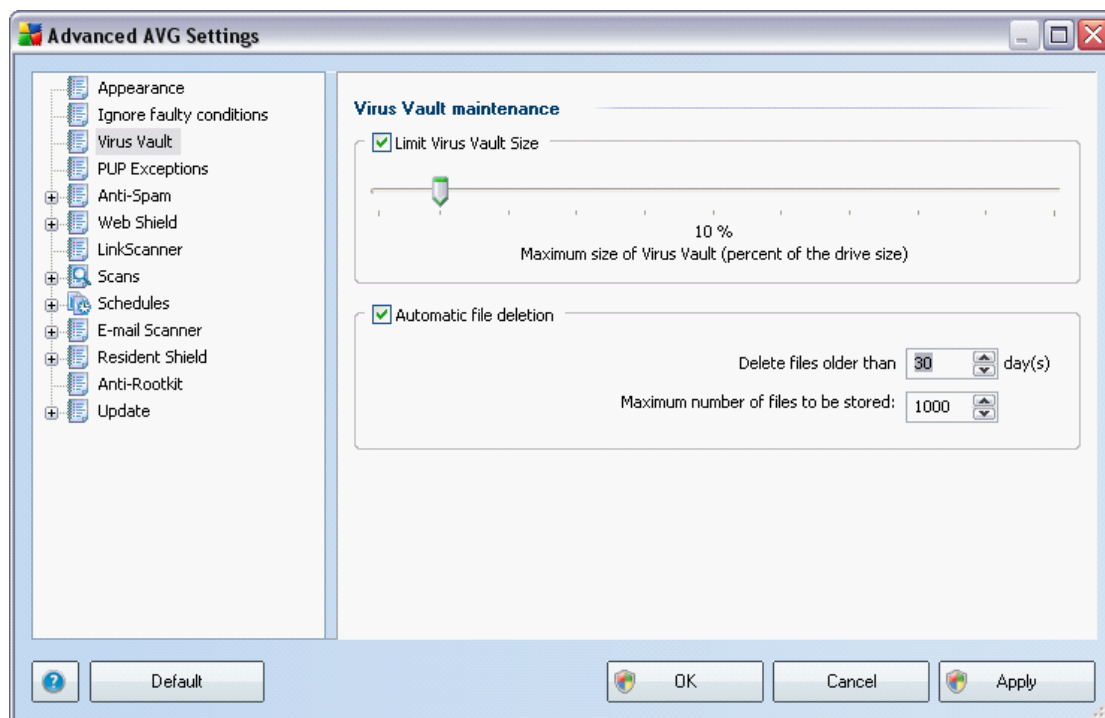 Advanced AVG Settings
Appearance
Ignore faulty conditions
Virus Vault
PUP Exceptions
Anti-Spam
Web Shield
LinkScanner
Scans
Schedules
E-mail Scanner
Resident Shield
Anti-Rootkit
Update
Virus Vault maintenance
Limit Virus Vault Size
10 %
Maximum size of Virus Vault (percent of the drive size)
Automatic file deletion
Delete files older than 30 day(s)
Maximum number of files to be stored: 1000
? Default OK Cancel Apply